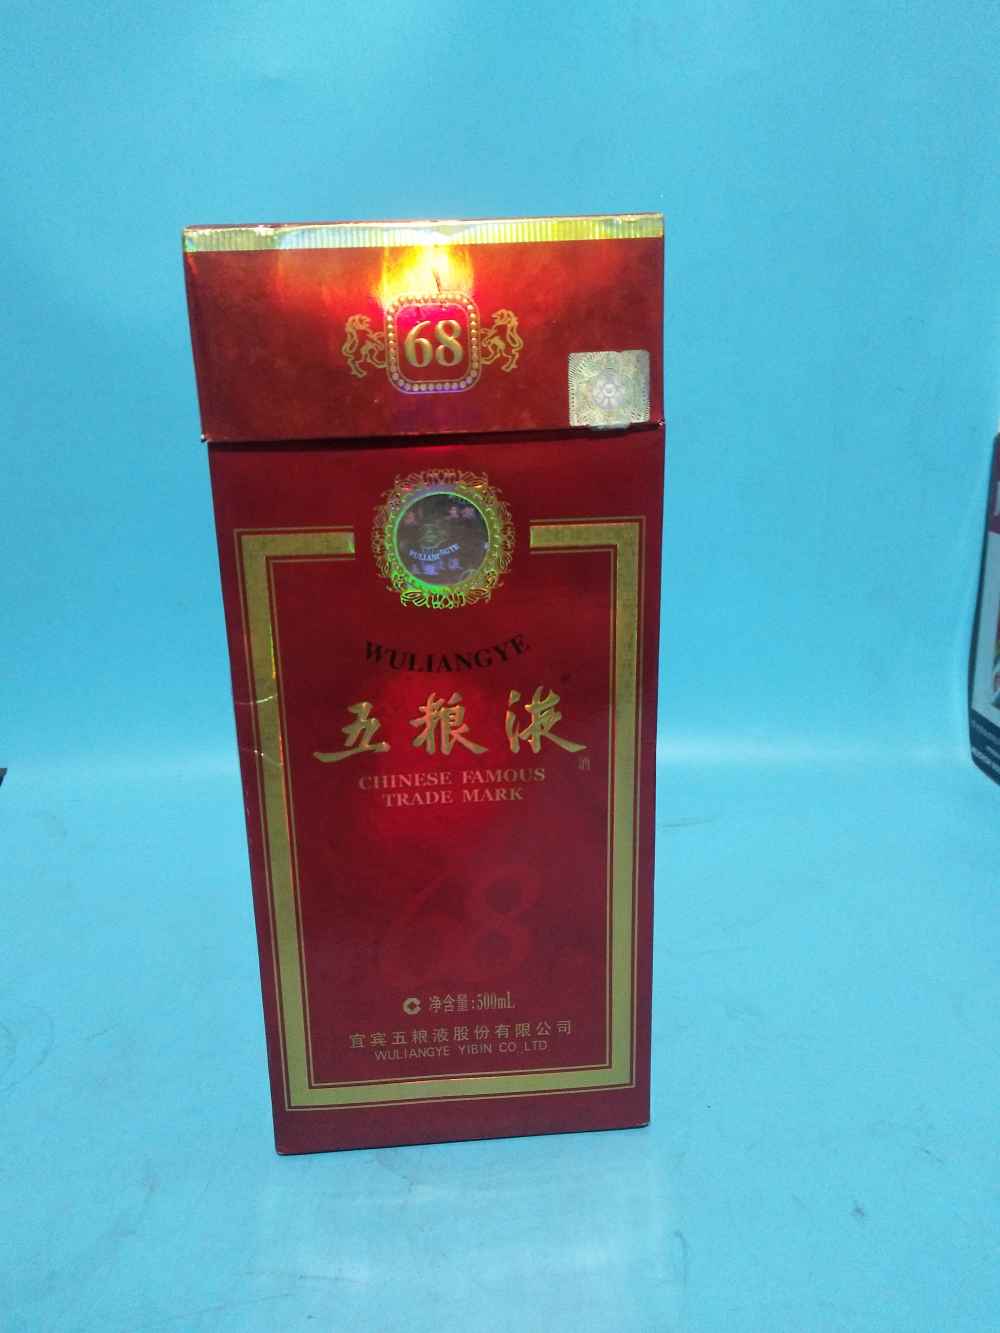 68
WULIANGYE
WULIANGYE
五粮液
酒
CHINESE FAMOUS
TRADE MARK
68
净含量:500mL
宜宾五粮液股份有限公司
WULIANGYE YIBIN CO LTD